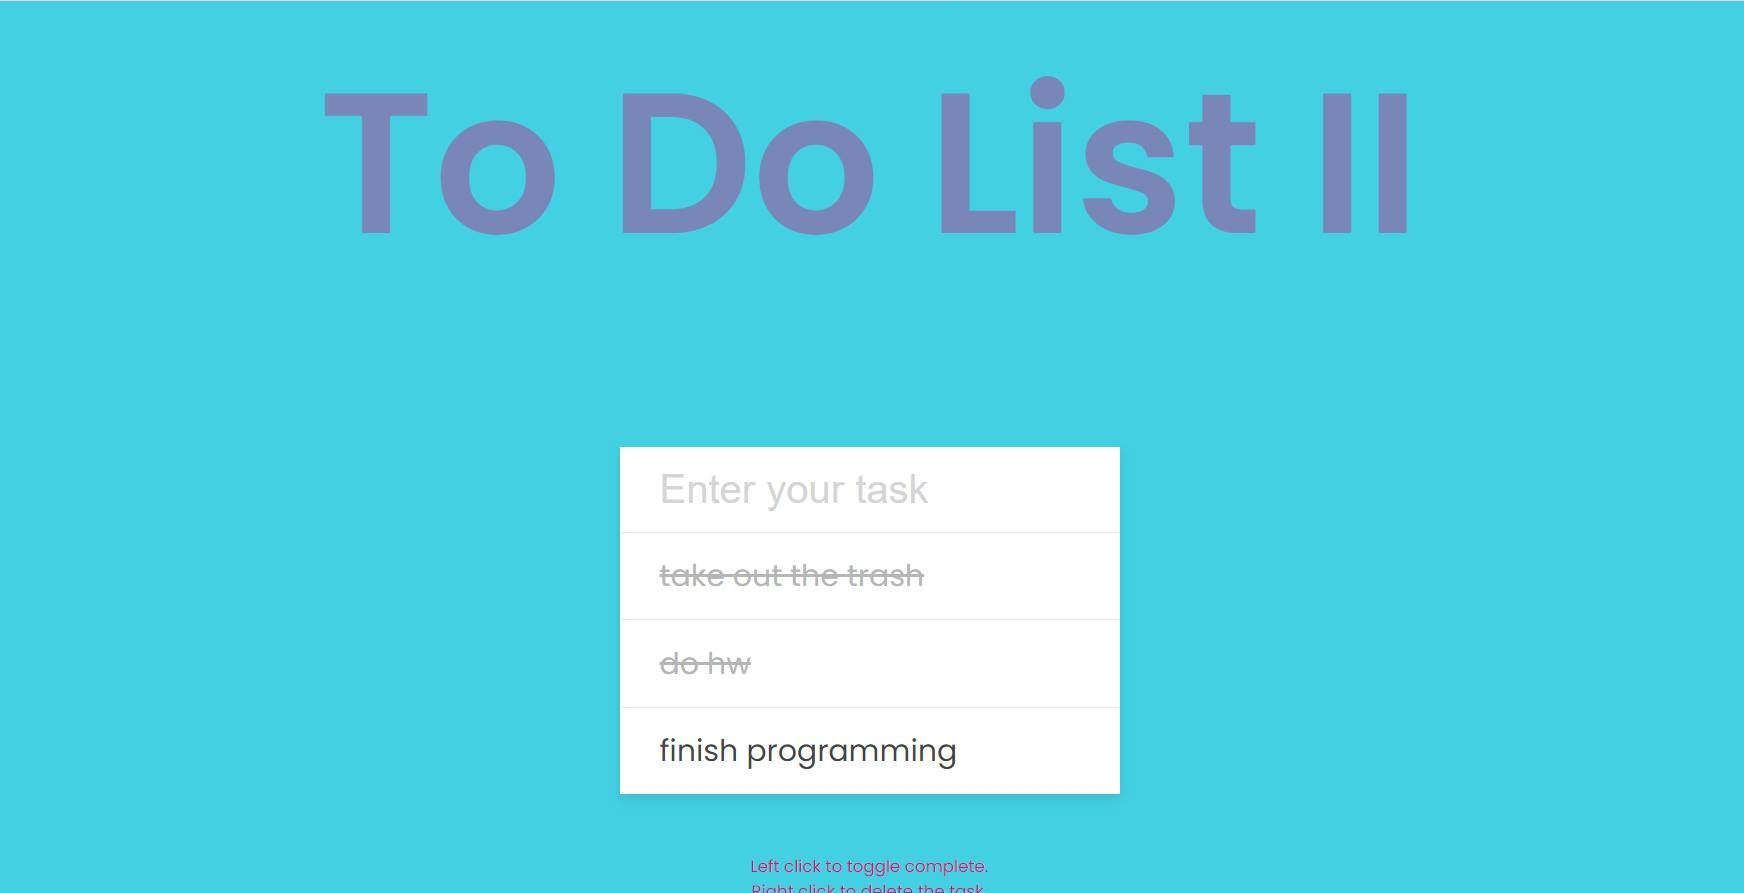 To Do List II
Enter your task
take out the trash
do hw
finish programming
Left click to toggle complete.
Right click to delete the task.